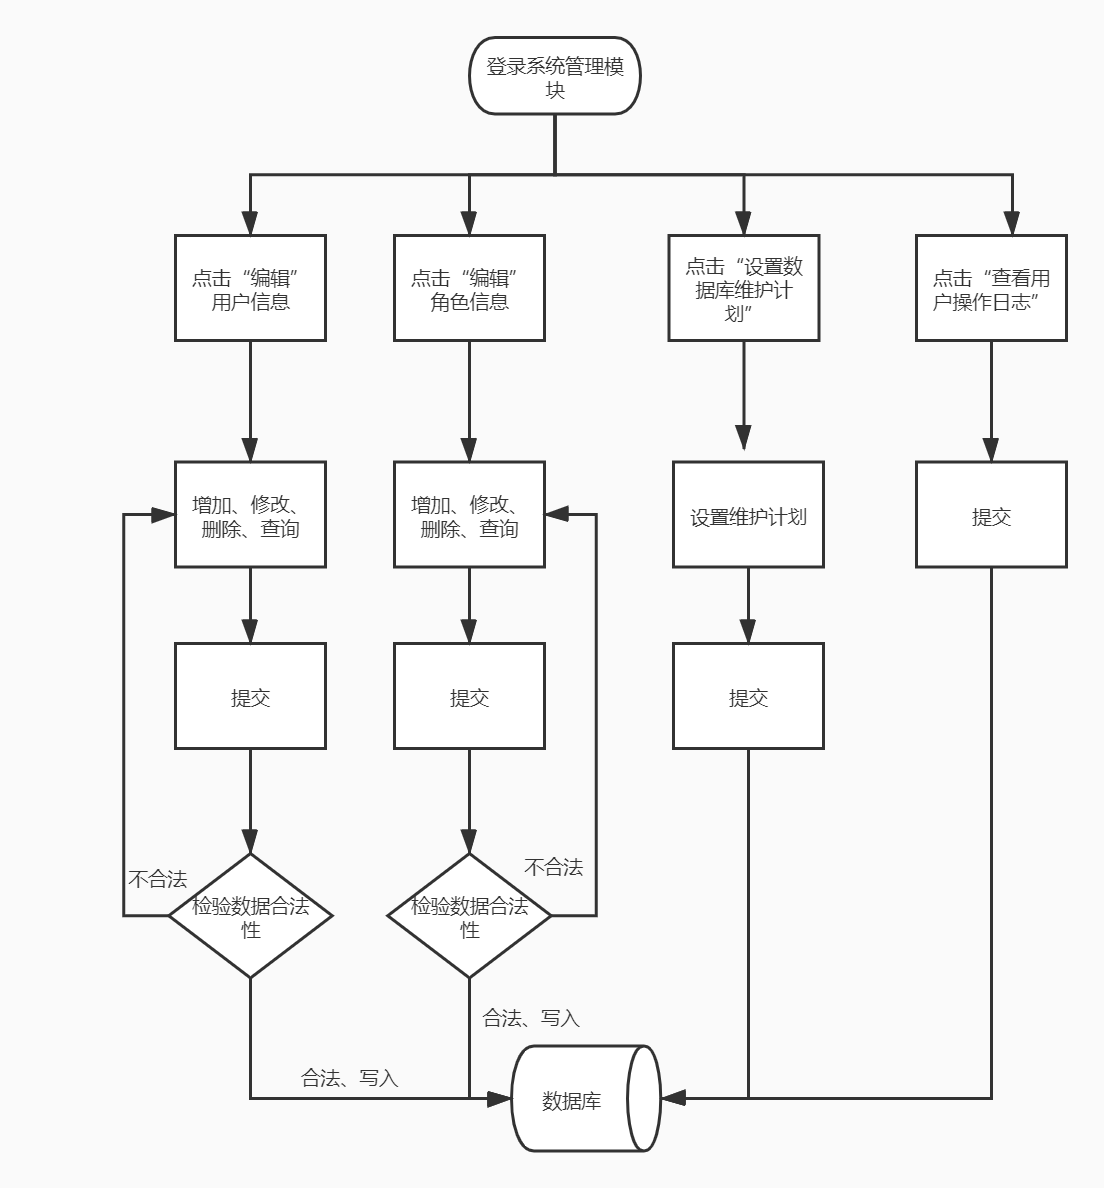 登录系统管理模
块
点击“编辑”
用户信息
点击“编辑”
角色信息
点击“设置数
据库维护计
划”
点击“查看用
户操作日志”
增加、修改、
删除、查询
增加、修改、
删除、查询
设置维护计划
提交
提交
提交
提交
不合法
不合法
检验数据合法
性
检验数据合法
性
合法、写入
合法、写入
数据库